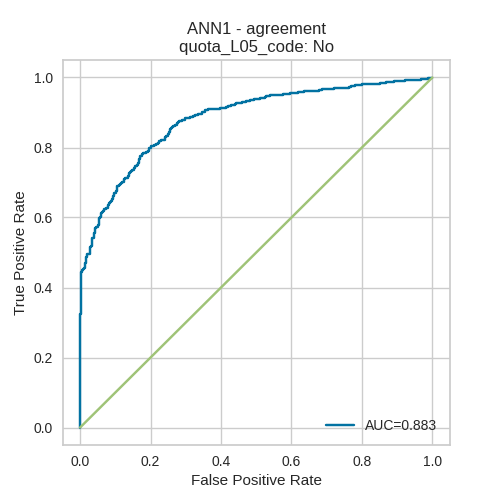 ANN1 - agreement
quota_L05_code: No
1.0
0.8
0.6
0.4
0.2
0.0
True Positive Rate
AUC=0.883
0.0 0.2 0.4 0.6 0.8 1.0
False Positive Rate